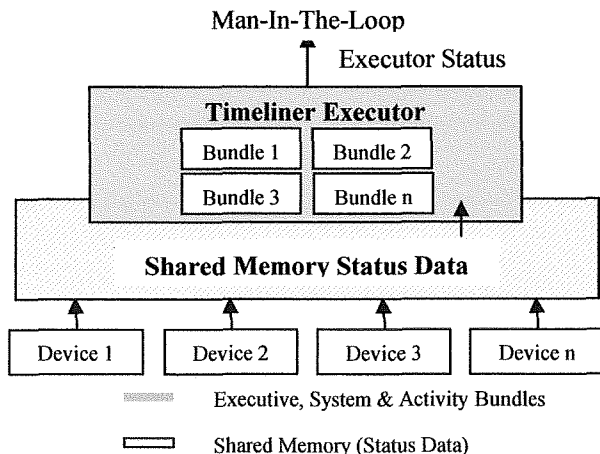 Man-In-The-Loop
Executor Status
Timeliner Executor
Bundle 1 Bundle 2
Bundle 3 Bundle n
Shared Memory Status Data
Device 1 Device 2 Device 3 Device n
Executive, System & Activity Bundles
Shared Memory (Status Data)